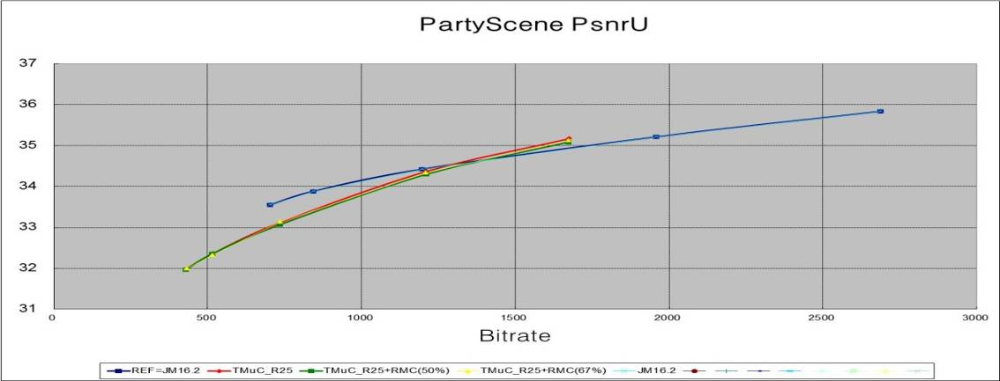 PartyScene PsnrU
37
36
35
34
33
32
31
0 500 1000 1500 2000 2500 3000
Bitrate
REF=JM16.2 TMuC_R25 TMuC_R25+RMC(50%) TMuC_R25+RMC(67%) JM16.2